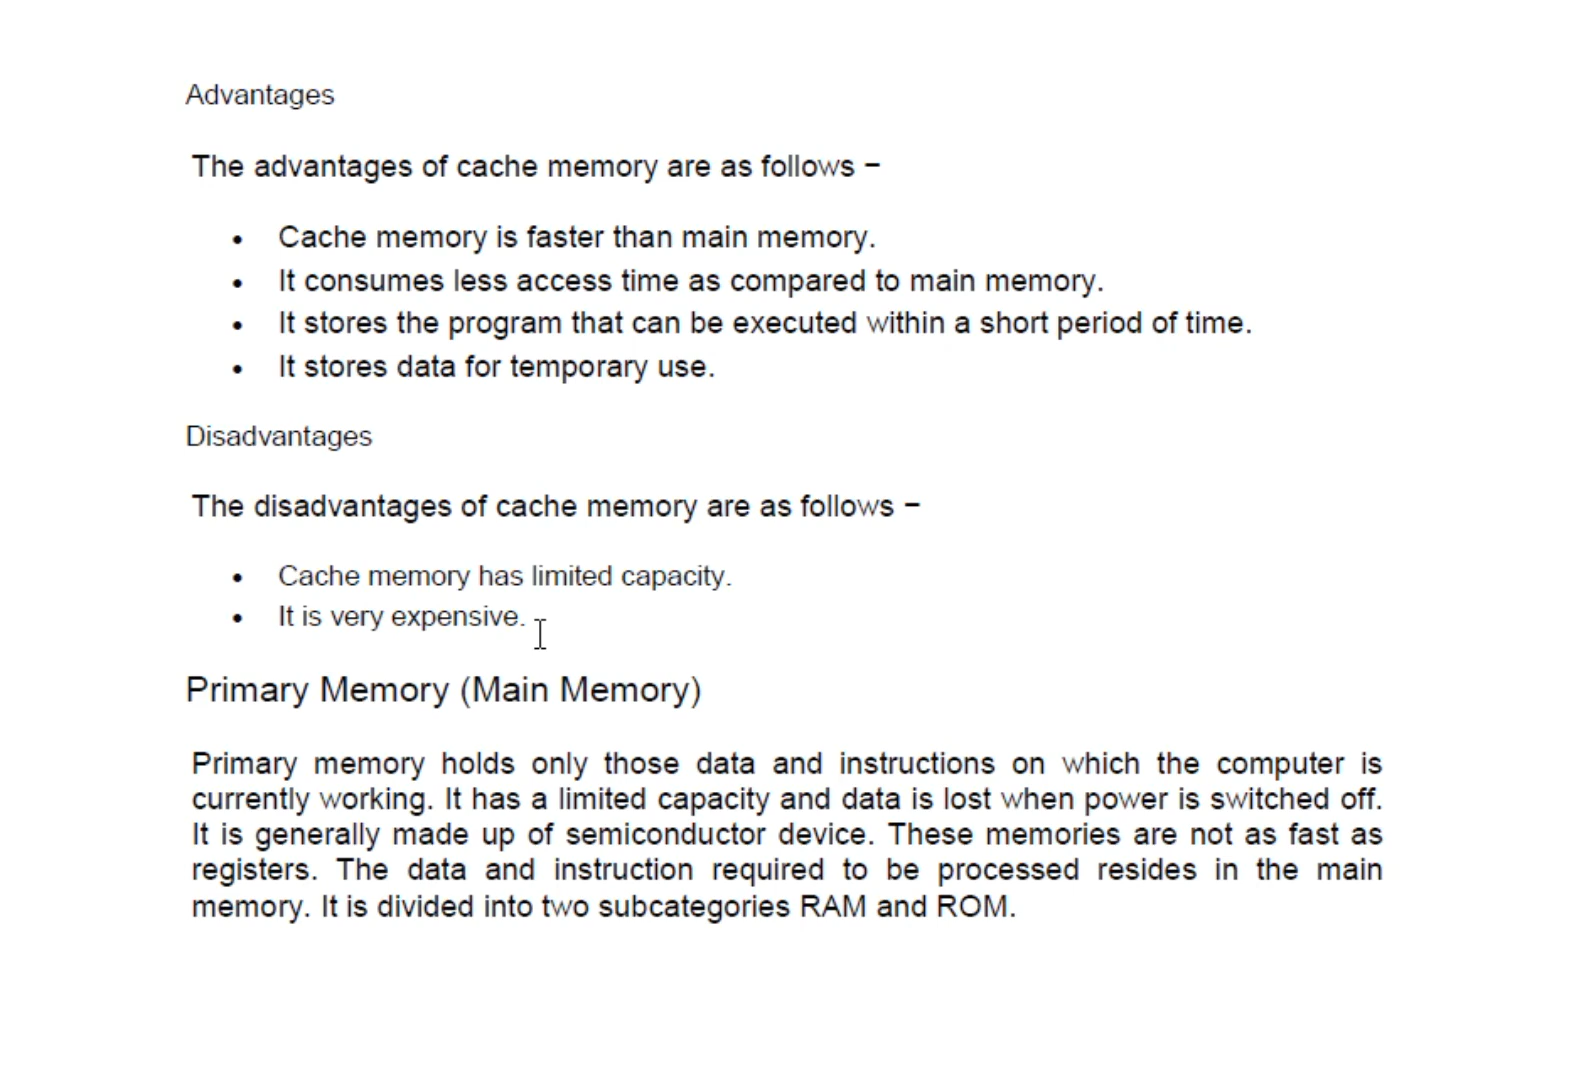 Advantages
The advantages of cache memory are as follows −
• Cache memory is faster than main memory.
• It consumes less access time as compared to main memory.
• It stores the program that can be executed within a short period of time.
• It stores data for temporary use.
Disadvantages
The disadvantages of cache memory are as follows −
• Cache memory has limited capacity.
• It is very expensive.
Primary Memory (Main Memory)
Primary memory holds only those data and instructions on which the computer is
currently working. It has a limited capacity and data is lost when power is switched off.
It is generally made up of semiconductor device. These memories are not as fast as
registers. The data and instruction required to be processed resides in the main
memory. It is divided into two subcategories RAM and ROM.